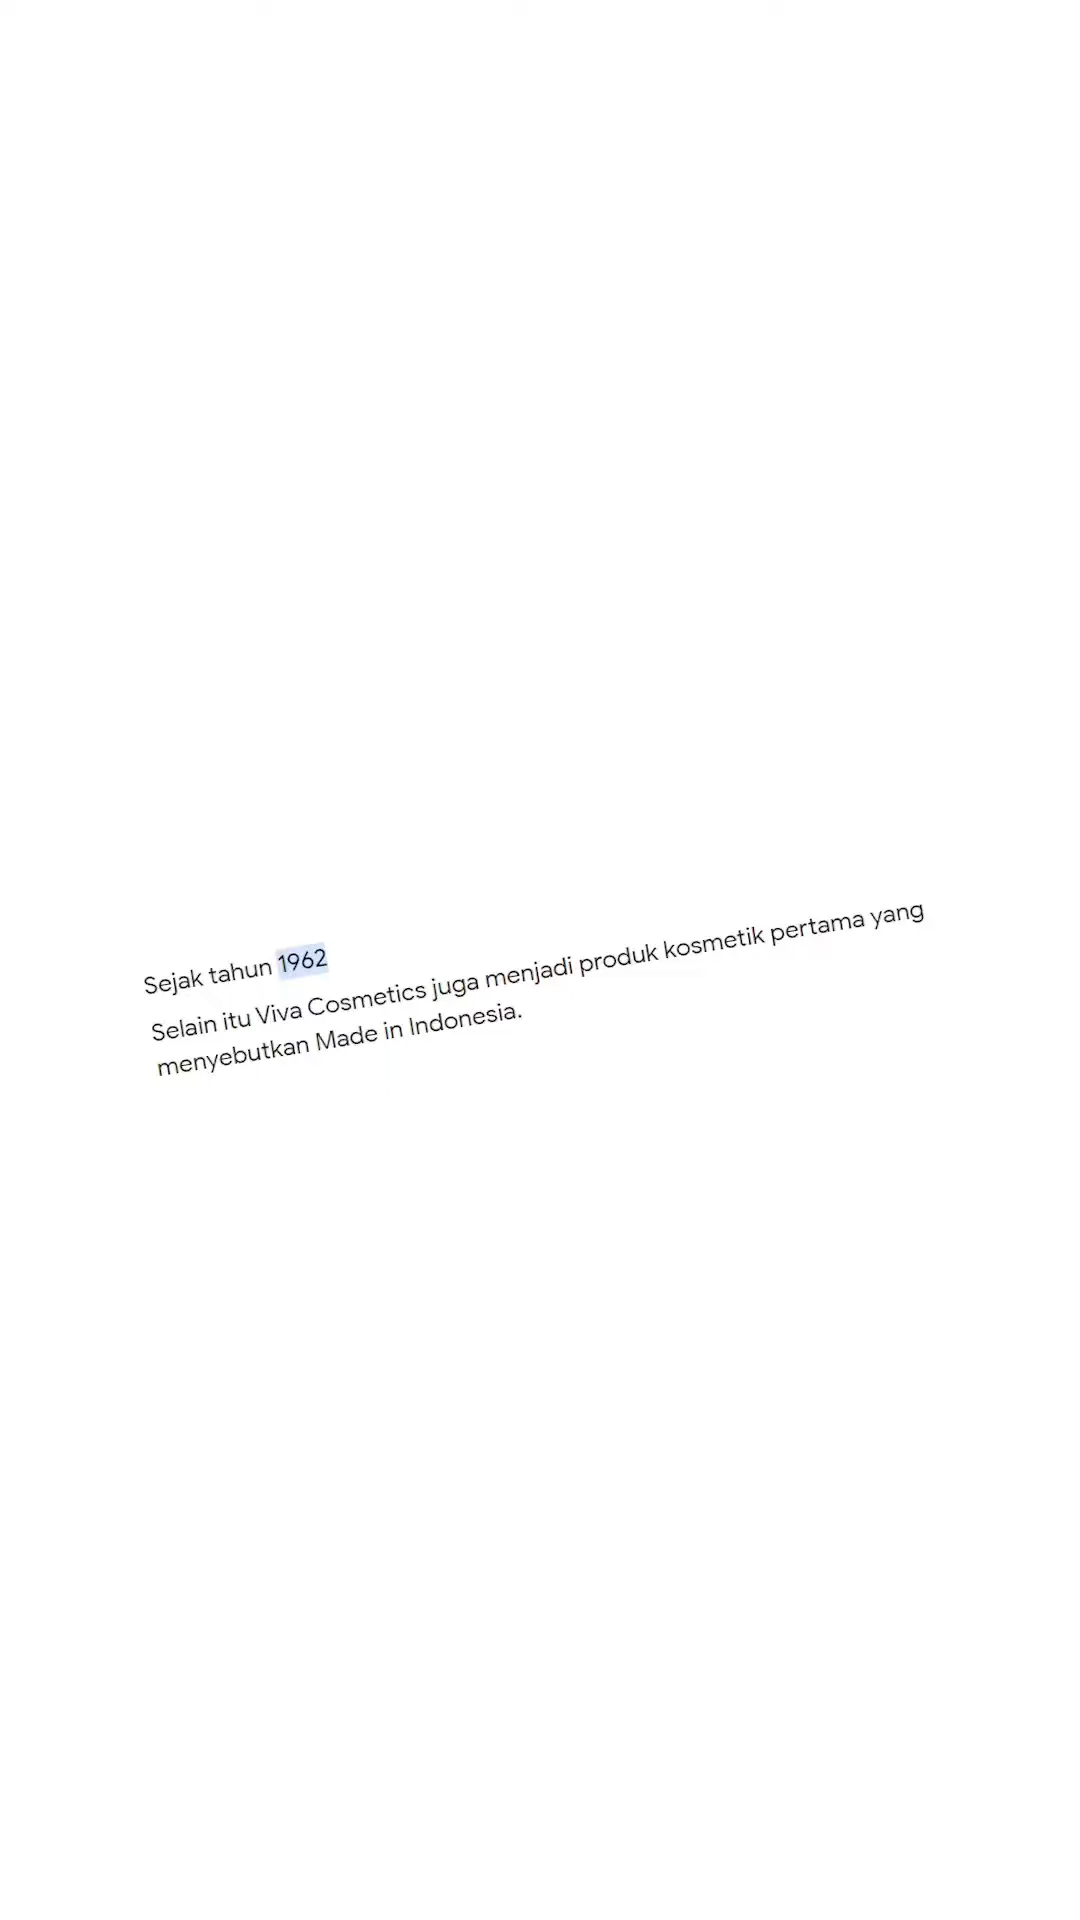 Sejak tahun 1962
Selain itu Viva Cosmetics juga menjadi produk kosmetik pertama yang
menyebutkan Made in Indonesia.